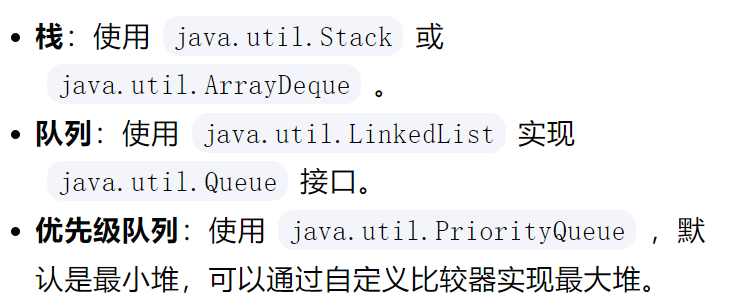 • 栈：使用 java.util.Stack 或
java.util.ArrayDeque 。
• 队列：使用 java.util.LinkedList 实现
java.util.Queue 接口。
• 优先级队列：使用 java.util.PriorityQueue ，默
认是最小堆，可以通过自定义比较器实现最大堆。